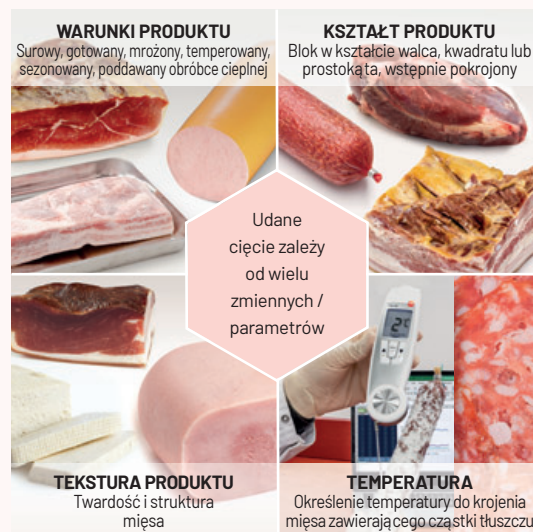 WARUNKI PRODUKTU
Surowy, gotowany, mrożony, temperowany,
sezonowany, poddawany obróbce cieplnej
KSZTAŁT PRODUKTU
Blok w kształcie walca, kwadratu lub
prostokąta, wstępnie pokrojony
Udane
cięcie zależy
od wielu
zmiennych /
parametrów
2°
TEKSTURA PRODUKTU
Twardość i struktura
mięsa
TEMPERATURA
Określenie temperatury do krojenia
mięsa zawierającego cząstki tłuszczu